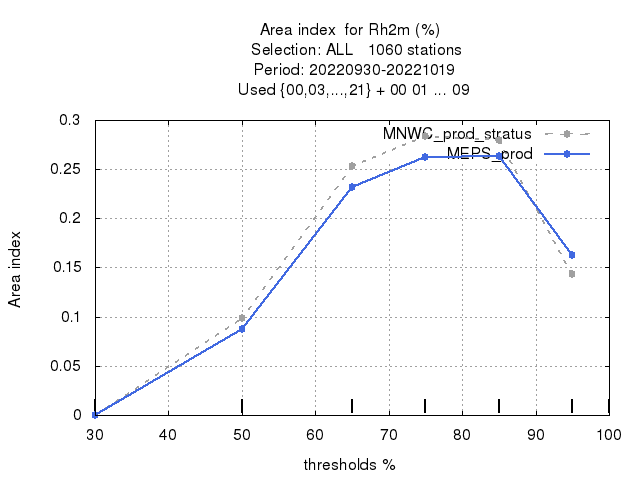 Area index for Rh2m (%)
Selection: ALL 1060 stations
Period: 20220930-20221019
Used {00,03,...,21} + 00 01 ... 09
MNWC_prod_stratus
MEPS_prod
0.3
0.25
0.2
0.15
0.1
0.05
0
Area index
30 40 50 60 70 80 90 100
thresholds %